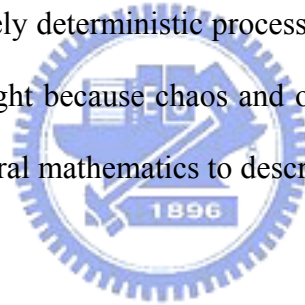 ely deterministic process
ght because chaos and o
ral mathematics to descr
1896